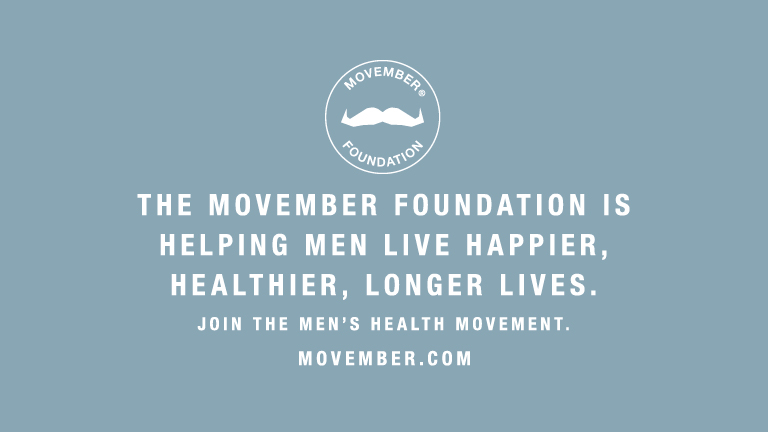 MOVEMBER®
FOUNDATION
THE MOVEMBER FOUNDATION IS
HELPING MEN LIVE HAPPIER,
HEALTHIER, LONGER LIVES.
JOIN THE MEN’S HEALTH MOVEMENT.
MOVEMBER.COM